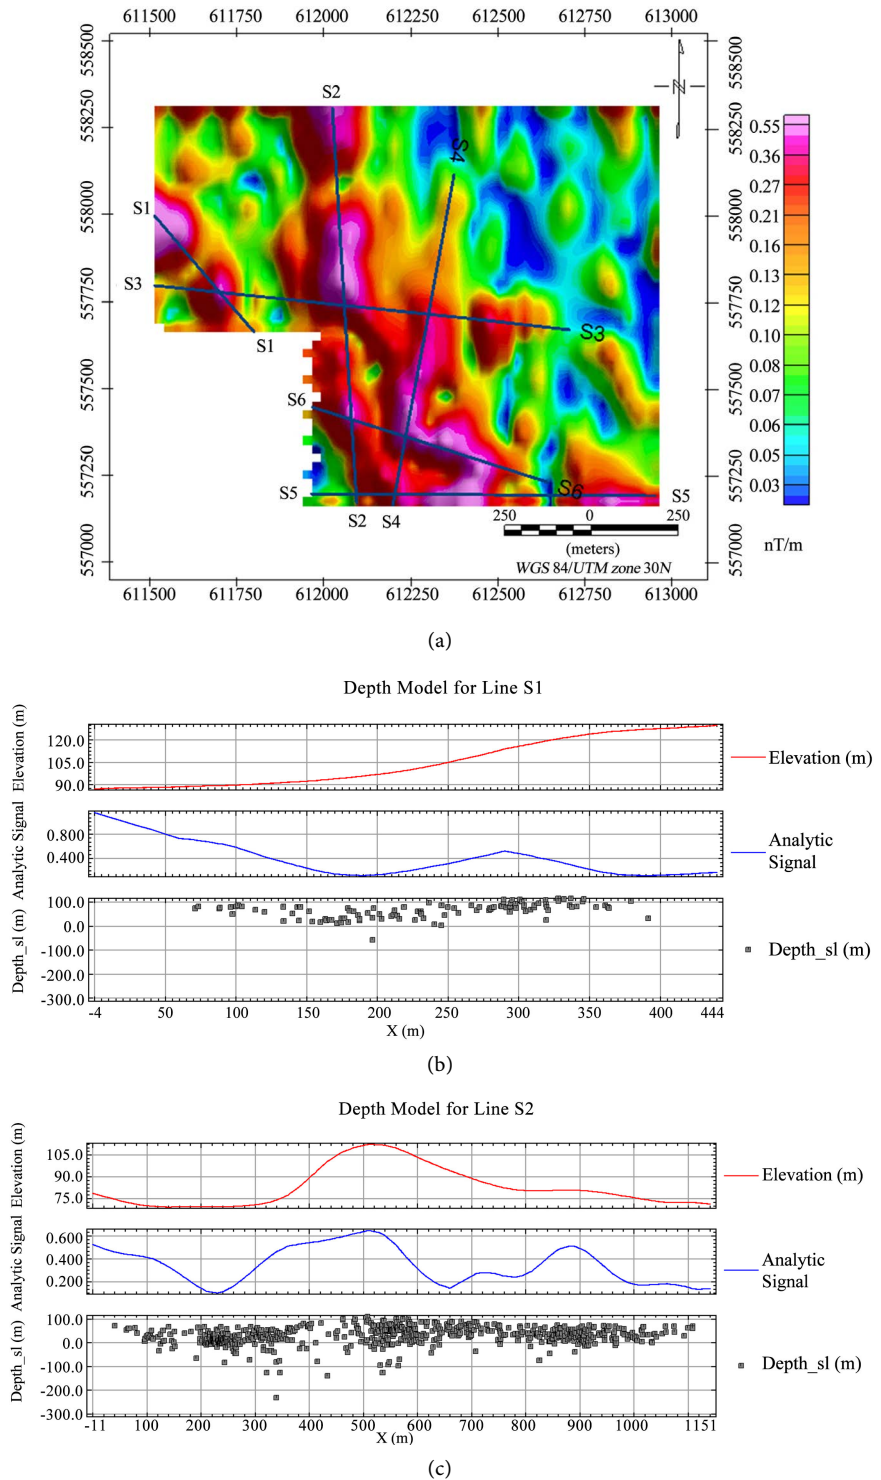 611500 611750 612000 612250 612500 612750 613000
558500 558500
558250 558250
558000 558000
557750 557750
557500 557500
557250 557250
557000 557000
N
S2
S4
S1
S3
S3
S1
S6
S6
S5 S5
S2 S4
250 0 250
(meters)
WGS 84/UTM zone 30N
0.55
0.36
0.27
0.21
0.16
0.13
0.12
0.10
0.08
0.07
0.06
0.05
0.03
nT/m
611500 611750 612000 612250 612500 612750 613000
(a)
Depth Model for Line S1
Elevation (m)
120.0
105.0
90.0
Elevation (m)
Analytic Signal
0.800
0.400
Analytic
Signal
Depth_sl (m)
100.0
0.0
-100.0
-200.0
-300.0
Depth_sl (m)
-4 50 100 150 200 250 300 350 400 444
X (m)
(b)
Depth Model for Line S2
Elevation (m)
105.0
90.0
75.0
Elevation (m)
Analytic Signal
0.600
0.400
0.200
Analytic
Signal
Depth_sl (m)
100.0
0.0
-100.0
-200.0
-300.0
Depth_sl (m)
-11 100 200 300 400 500 600 700 800 900 1000 1151
X (m)
(c)